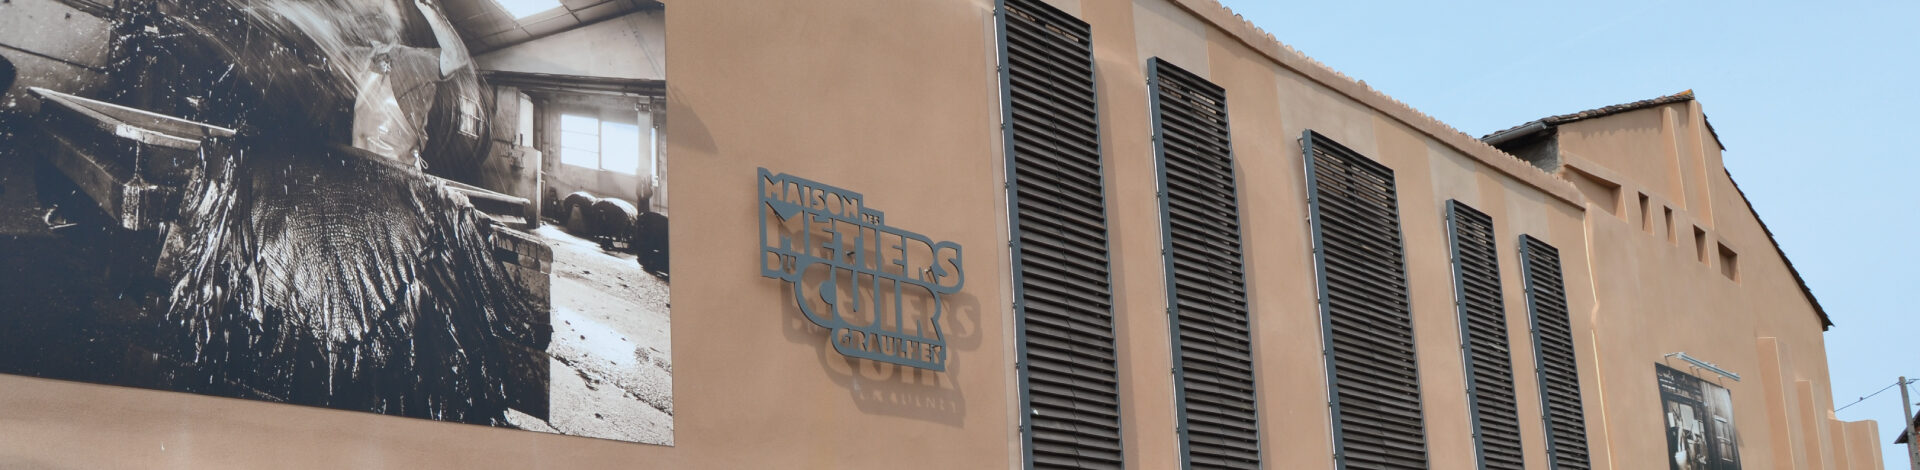 MAISON DES
MÉTIERS
DU CUIR
GRAULHET